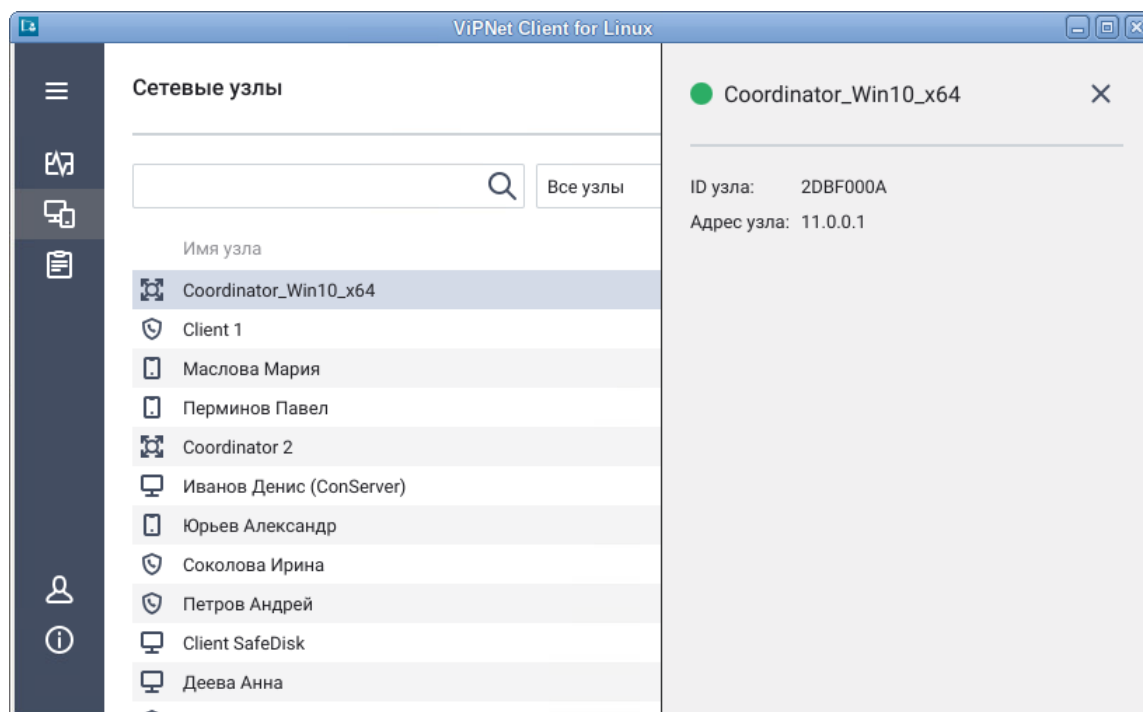 ViPNet Client for Linux
Сетевые узлы
Все узлы
Имя узла
Coordinator_Win10_x64
Client 1
Маслова Мария
Перминов Павел
Coordinator 2
Иванов Денис (ConServer)
Юрьев Александр
Соколова Ирина
Петров Андрей
Client SafeDisk
Деева Анна
Coordinator_Win10_x64
ID узла: 2DBF000A
Адрес узла: 11.0.0.1